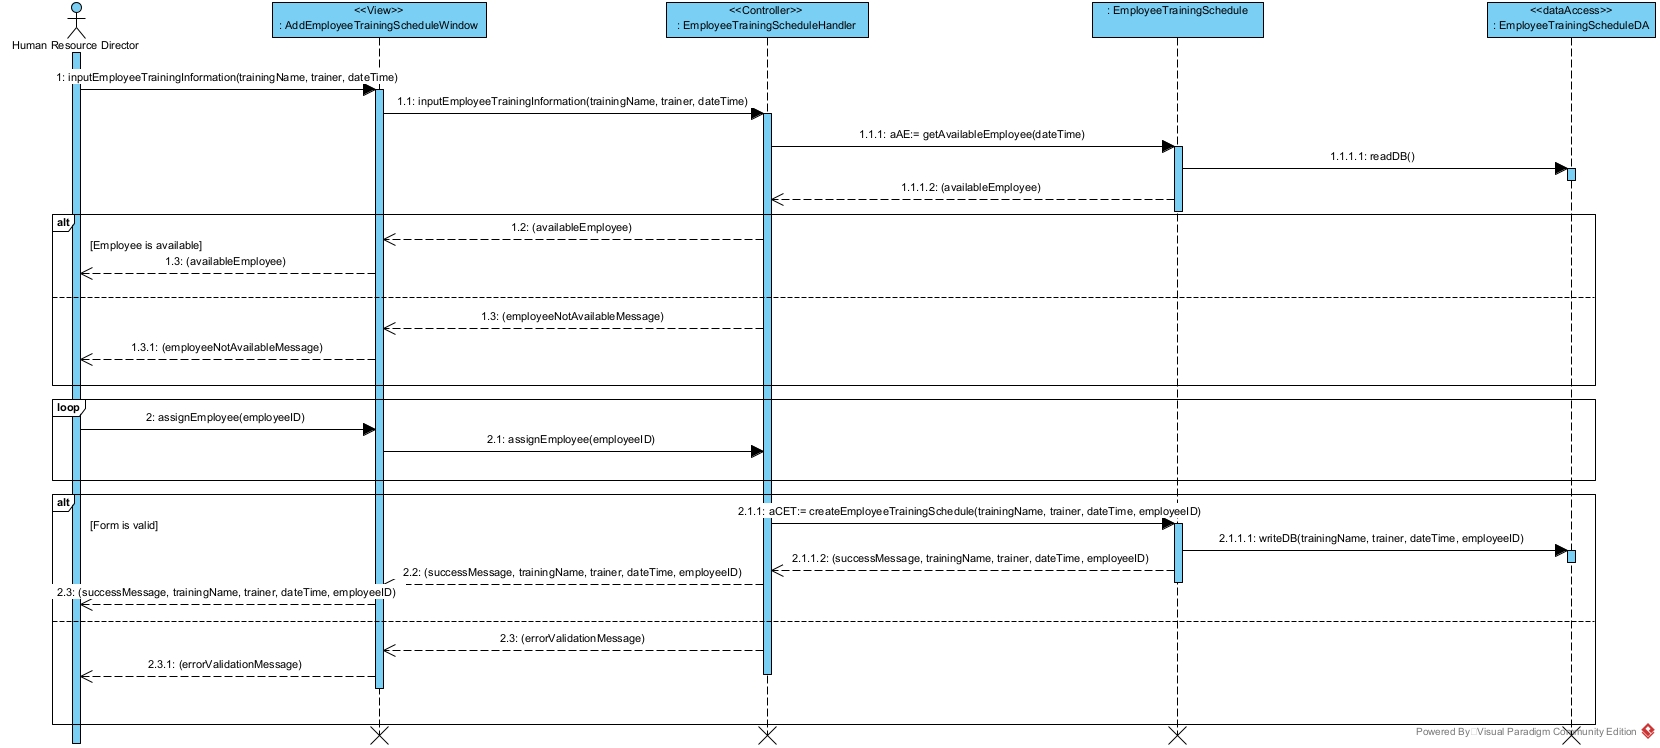 <<View>>
: AddEmployeeTrainingScheduleWindow
<<Controller>>
: EmployeeTrainingScheduleHandler
: EmployeeTrainingSchedule
<<dataAccess>>
: EmployeeTrainingScheduleDA
Human Resource Director
1: inputEmployeeTrainingInformation(trainingName, trainer, dateTime)
1.1: inputEmployeeTrainingInformation(trainingName, trainer, dateTime)
1.1.1: aAE:= getAvailableEmployee(dateTime)
1.1.1.1: readDB()
1.1.1.2: (availableEmployee)
alt
1.2: (availableEmployee)
[Employee is available]
1.3: (availableEmployee)
1.3: (employeeNotAvailableMessage)
1.3.1: (employeeNotAvailableMessage)
loop
2: assignEmployee(employeeID)
2.1: assignEmployee(employeeID)
alt
2.1.1: aCET:= createEmployeeTrainingSchedule(trainingName, trainer, dateTime, employeeID)
[Form is valid]
2.1.1.1: writeDB(trainingName, trainer, dateTime, employeeID)
2.1.1.2: (successMessage, trainingName, trainer, dateTime, employeeID)
2.2: (successMessage, trainingName, trainer, dateTime, employeeID)
2.3: (successMessage, trainingName, trainer, dateTime, employeeID)
2.3: (errorValidationMessage)
2.3.1: (errorValidationMessage)
Powered By Visual Paradigm Community Edition